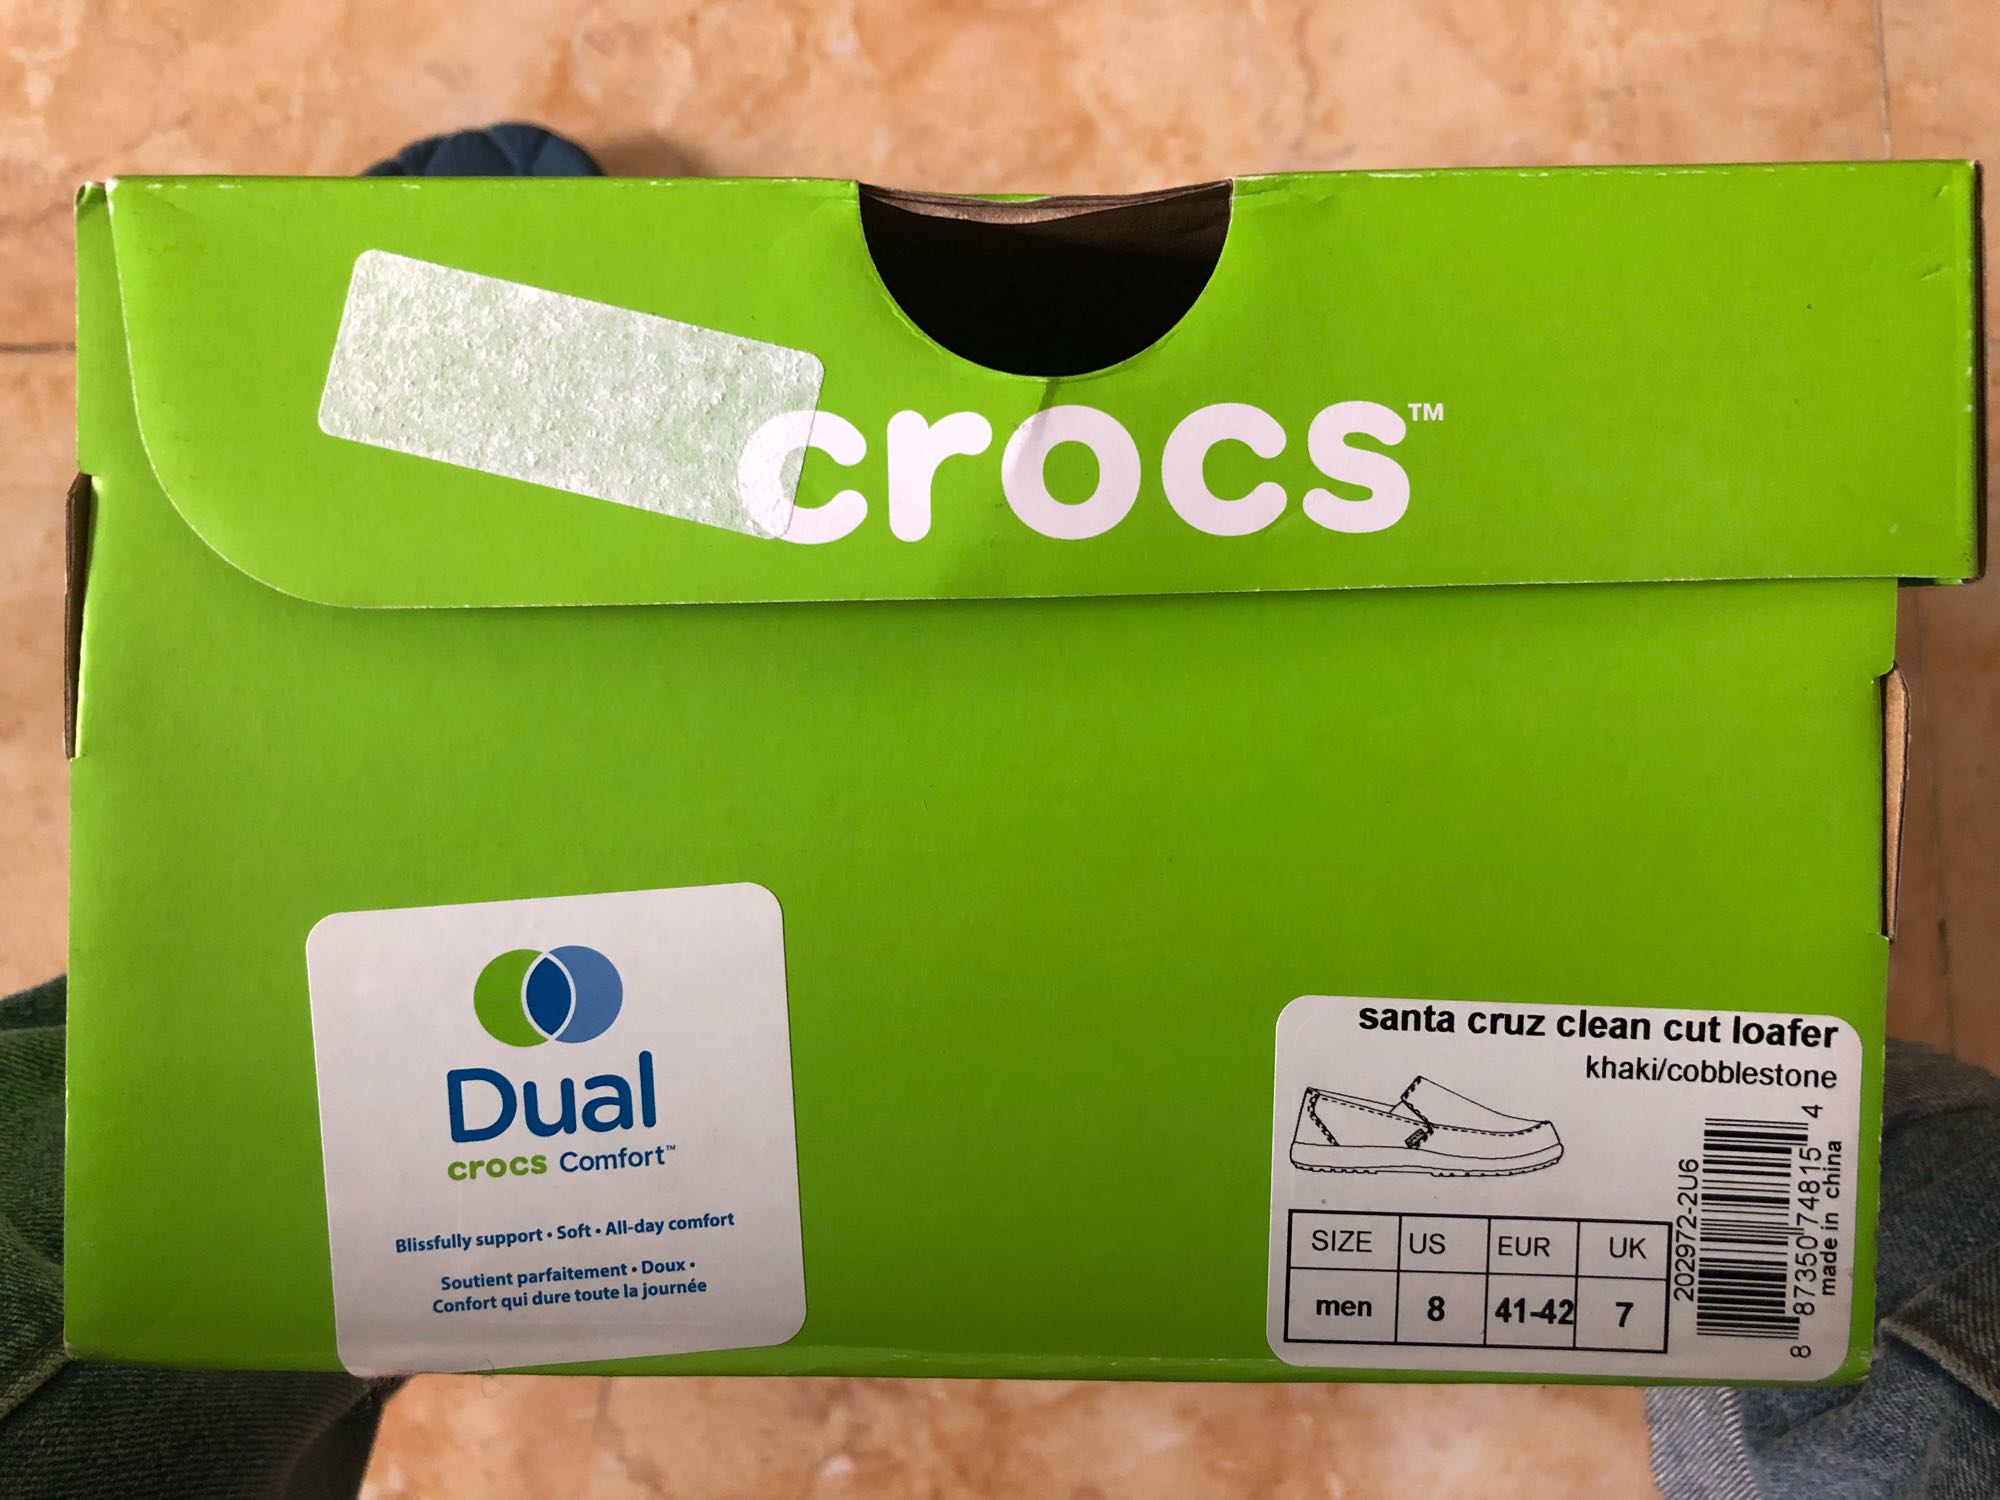 crocs™
Dual
crocs Comfort™
Blissfully support • Soft • All-day comfort
Soutient parfaitement • Doux •
Confort qui dure toute la journée
santa cruz clean cut loafer
khaki/cobblestone
SIZE US EUR UK
men 8 41-42 7
202972-2U6
8 87350 74815 4
made in china